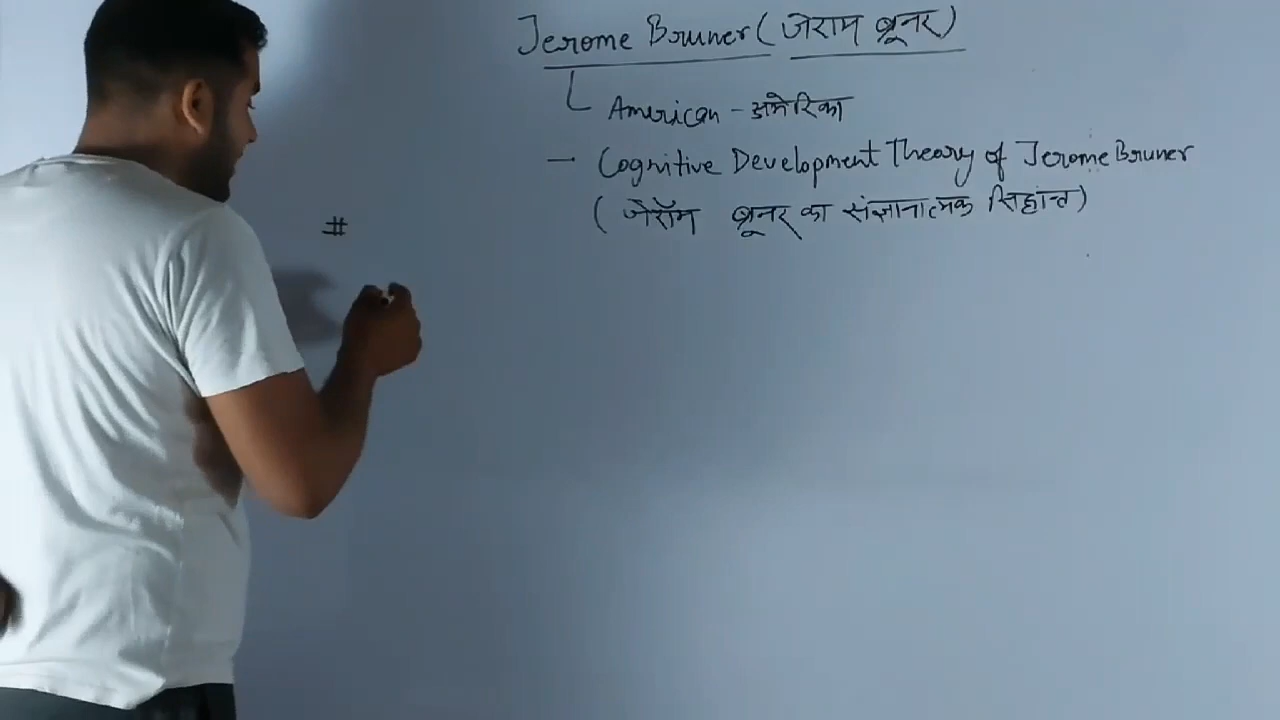 Jerome Bruner ( जेराम ब्रूनर )
American - अमेरिका
— Cognitive Development Theory of Jerome Bruner
( जेरॉम ब्रूनर का संज्ञानात्मक सिद्धांत )
#